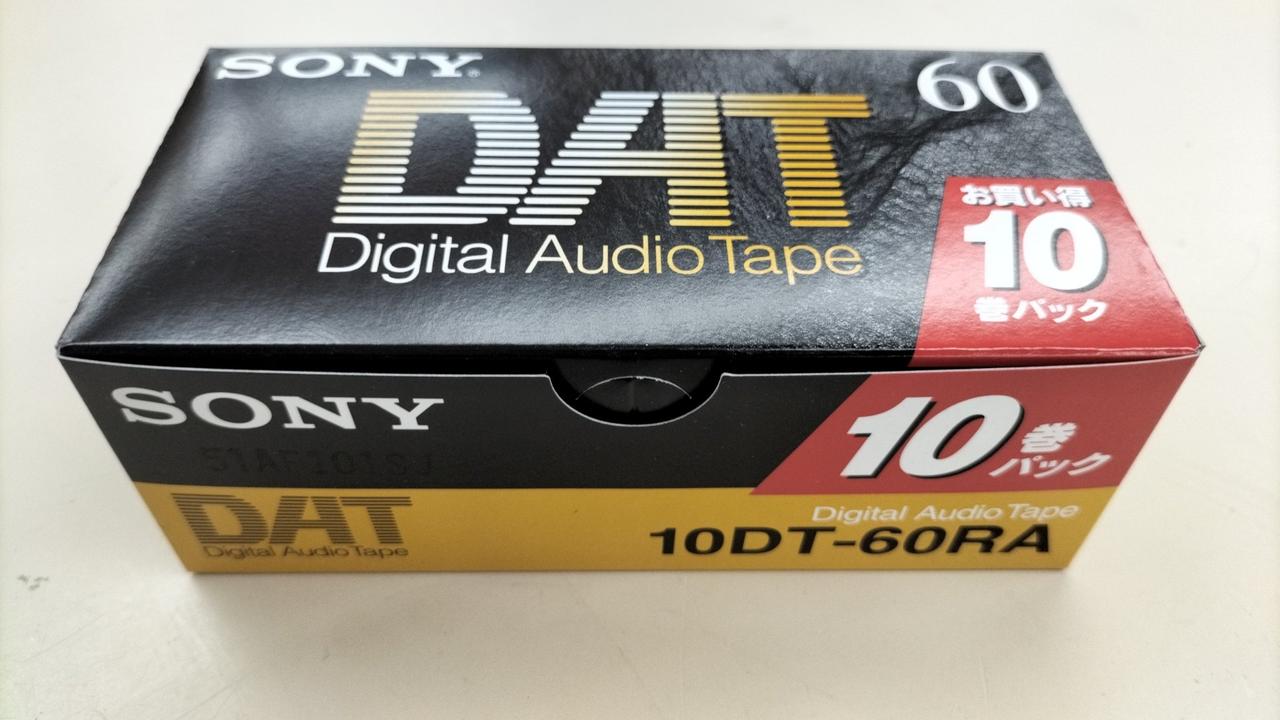 SONY®
60
DAT
Digital Audio Tape
お買い得
10
巻パック
SONY
10巻
パック
DAT
Digital Audio Tape
Digital Audio Tape
10DT-60RA